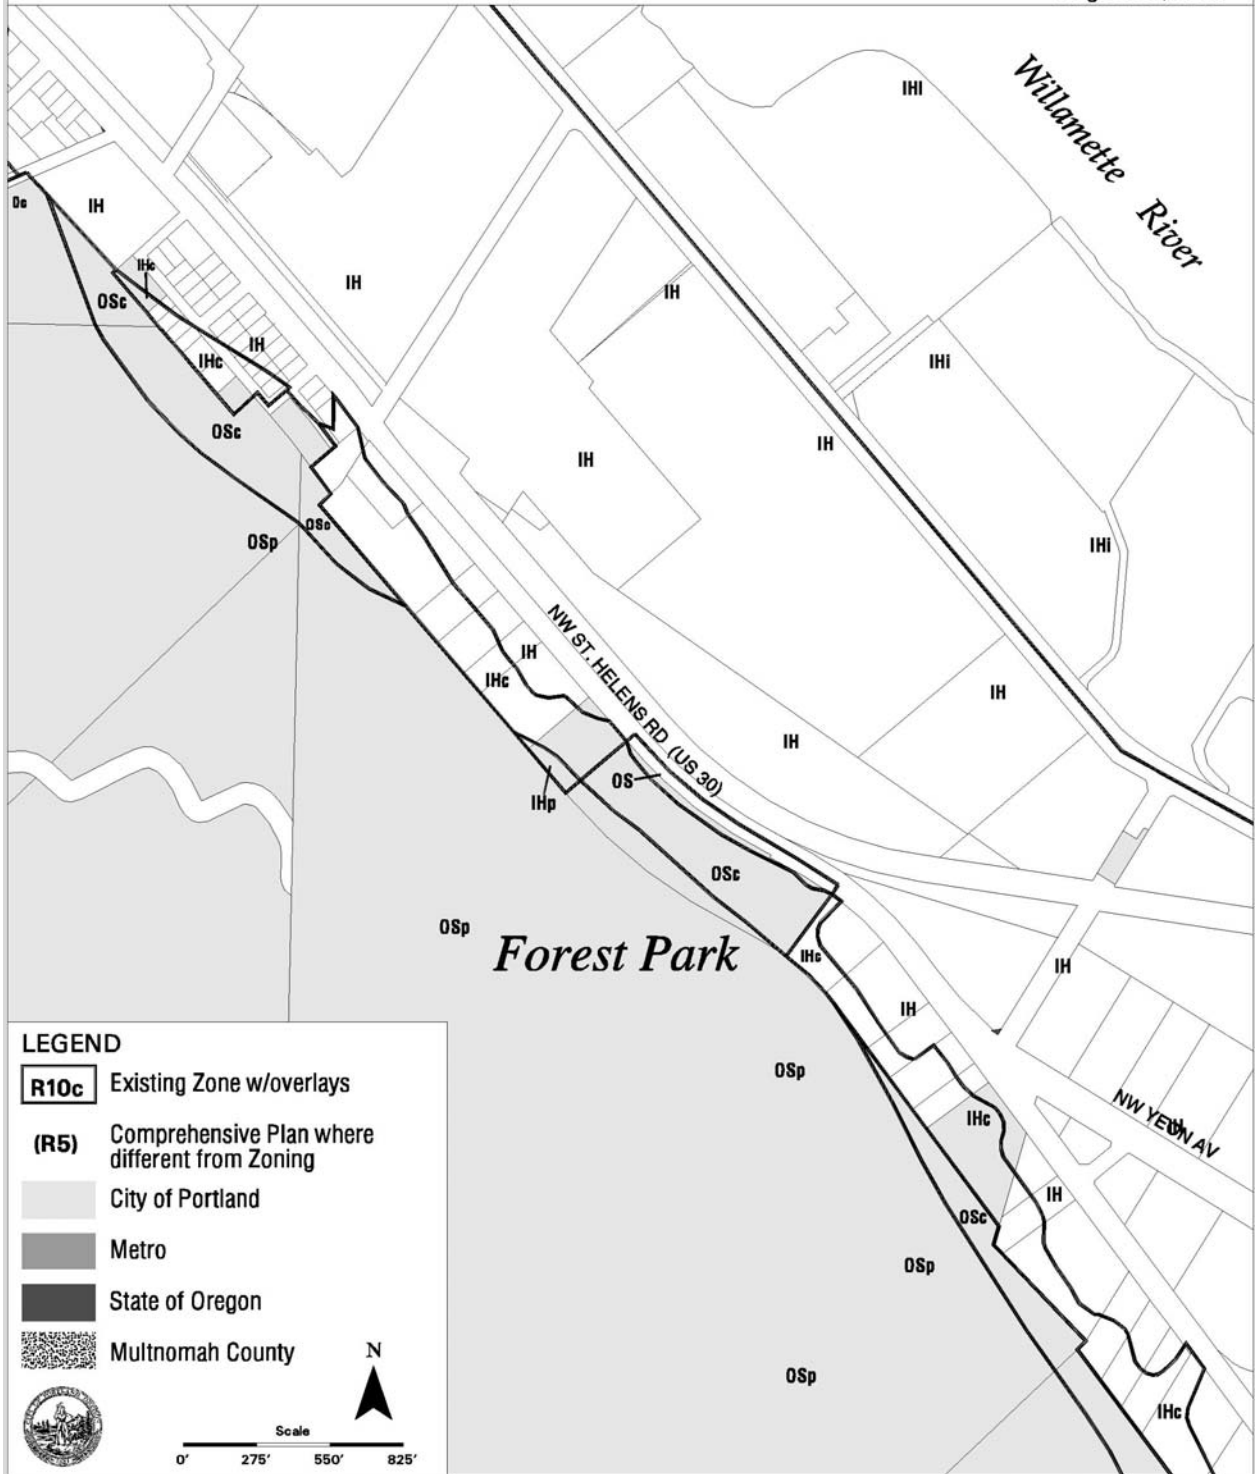 IHI
Willamette
River
Dc
IH
IHc
OSc
IH
IH
IH
IHc
IHi
OSc
IH
IH
OSc
OSp
IHi
NW ST. HELENS RD (US 30)
IH
IHc
IH
IH
OS
IHp
OSc
OSp
Forest Park
IHc
IH
IH
OSp
NW YEON AV
IHc
IH
OSc
OSp
OSp
IHc
LEGEND
R10c Existing Zone w/overlays
(R5) Comprehensive Plan where
different from Zoning
City of Portland
Metro
State of Oregon
Multnomah County
N
Scale
0' 275' 550' 825'